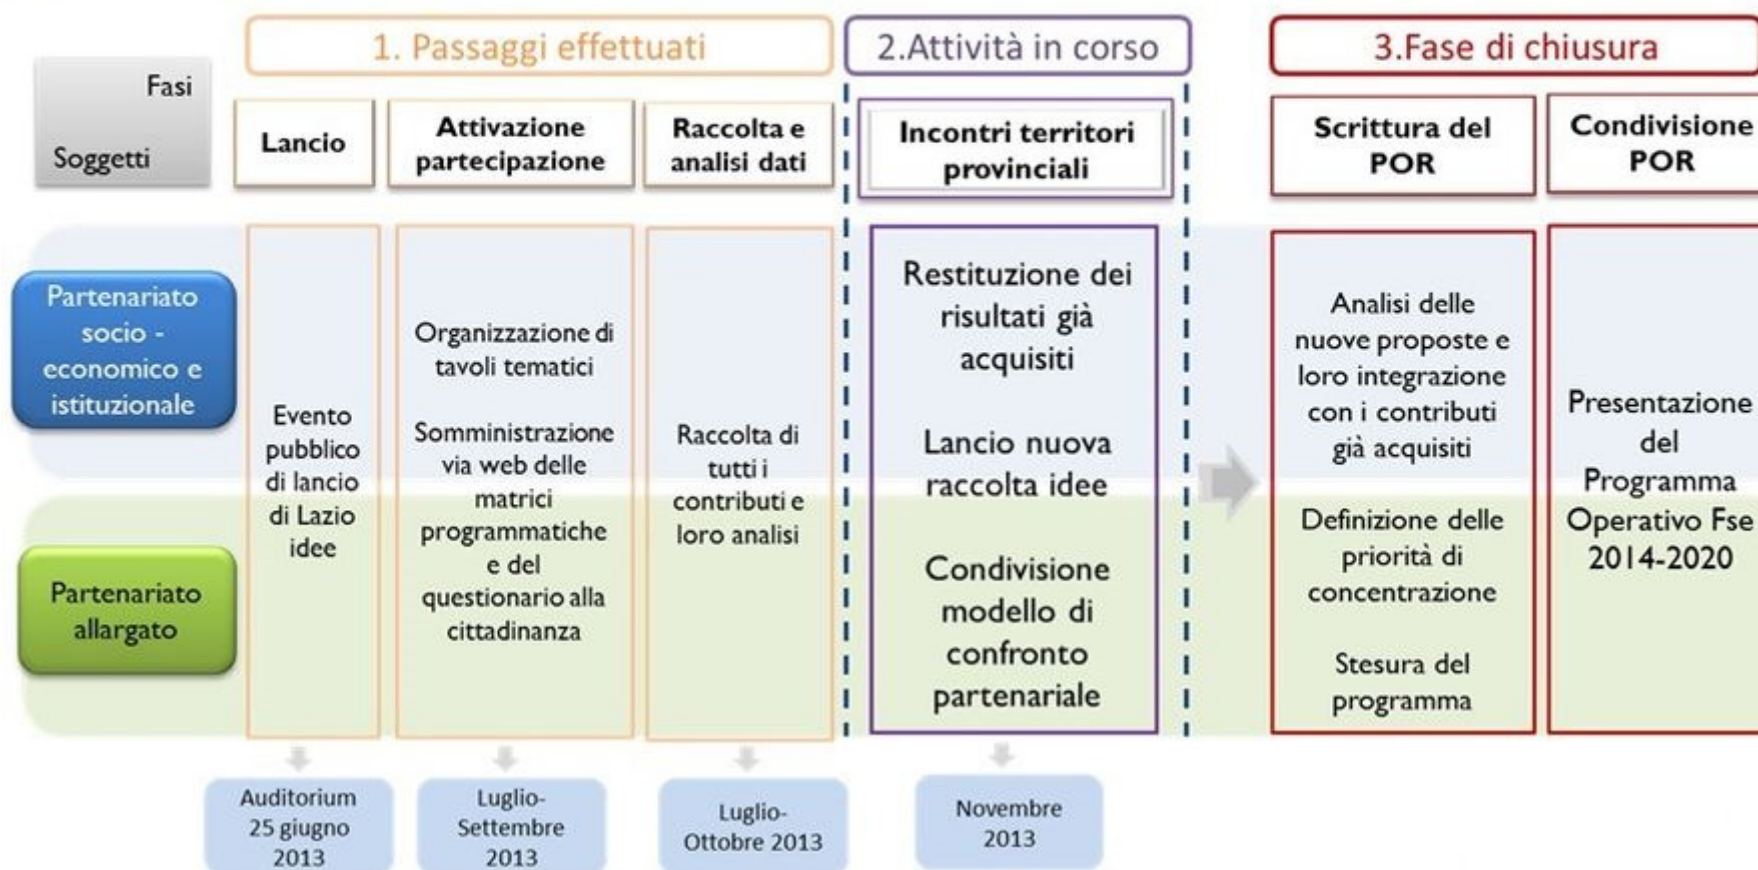 1. Passaggi effettuati
2.Attività in corso
3.Fase di chiusura
Fasi
Soggetti
Lancio
Attivazione
partecipazione
Raccolta e
analisi dati
Incontri territori
provinciali
Scrittura del
POR
Condivisione
POR
Partenariato
socio -
economico e
istituzionale
Partenariato
allargato
Evento
pubblico
di lancio
di Lazio
idee
Organizzazione di
tavoli tematici
Somministrazione
via web delle
matrici
programmatiche
e del
questionario alla
cittadinanza
Raccolta di
tutti i
contributi e
loro analisi
Restituzione dei
risultati già
acquisiti
Lancio nuova
raccolta idee
Condivisione
modello di
confronto
partenariale
Analisi delle
nuove proposte e
loro integrazione
con i contributi
già acquisiti
Definizione delle
priorità di
concentrazione
Stesura del
programma
Presentazione
del
Programma
Operativo Fse
2014-2020
Auditorium
25 giugno
2013
Luglio-
Settembre
2013
Luglio-
Ottobre 2013
Novembre
2013